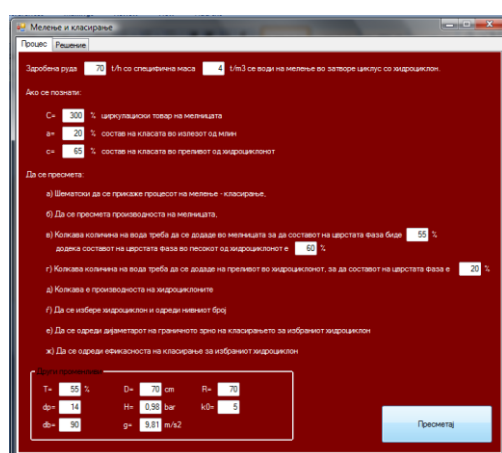 Мелење и класирање
Процес Решение
Здробена руда 70 t/h со специфична маса 4 t/m3 се води на мелење во затворе циклус со хидроциклон.
Ако се познати:
C= 300 % циркулациски товар на мелницата
a= 20 % состав на класата во излезот од млин
c= 65 % состав на класата во преливот од хидроциклонот
Да се пресмета:
а) Шематски да се прикаже процесот на мелење - класирање,
б) Да се пресмета производноста на мелницата,
в) Колкава количина на вода треба да се додаде во мелницата за да составот на цврстата фаза биде 55 %
додека составот на цврстата фаза во песокот од хидроциклонот е 60 %
г) Колкава количина на вода треба да се додаде на преливот во хидроциклонот, за да составот на цврстата фаза е 20 %
д) Колкава е производноста на хидроциклоните
ѓ) Да се избере хидроциклон и одреди нивниот број
е) Да се одреди дијаметарот на граничното зрно на класирањето за избраниот хидроциклон
ж) Да се одреди ефикасноста на класирање за избраниот хидроциклон
Други променливи
T= 55 % D= 70 cm R= 70
dp= 14 H= 0,98 bar k0= 5
db= 90 g= 9,81 m/s2
Пресметај